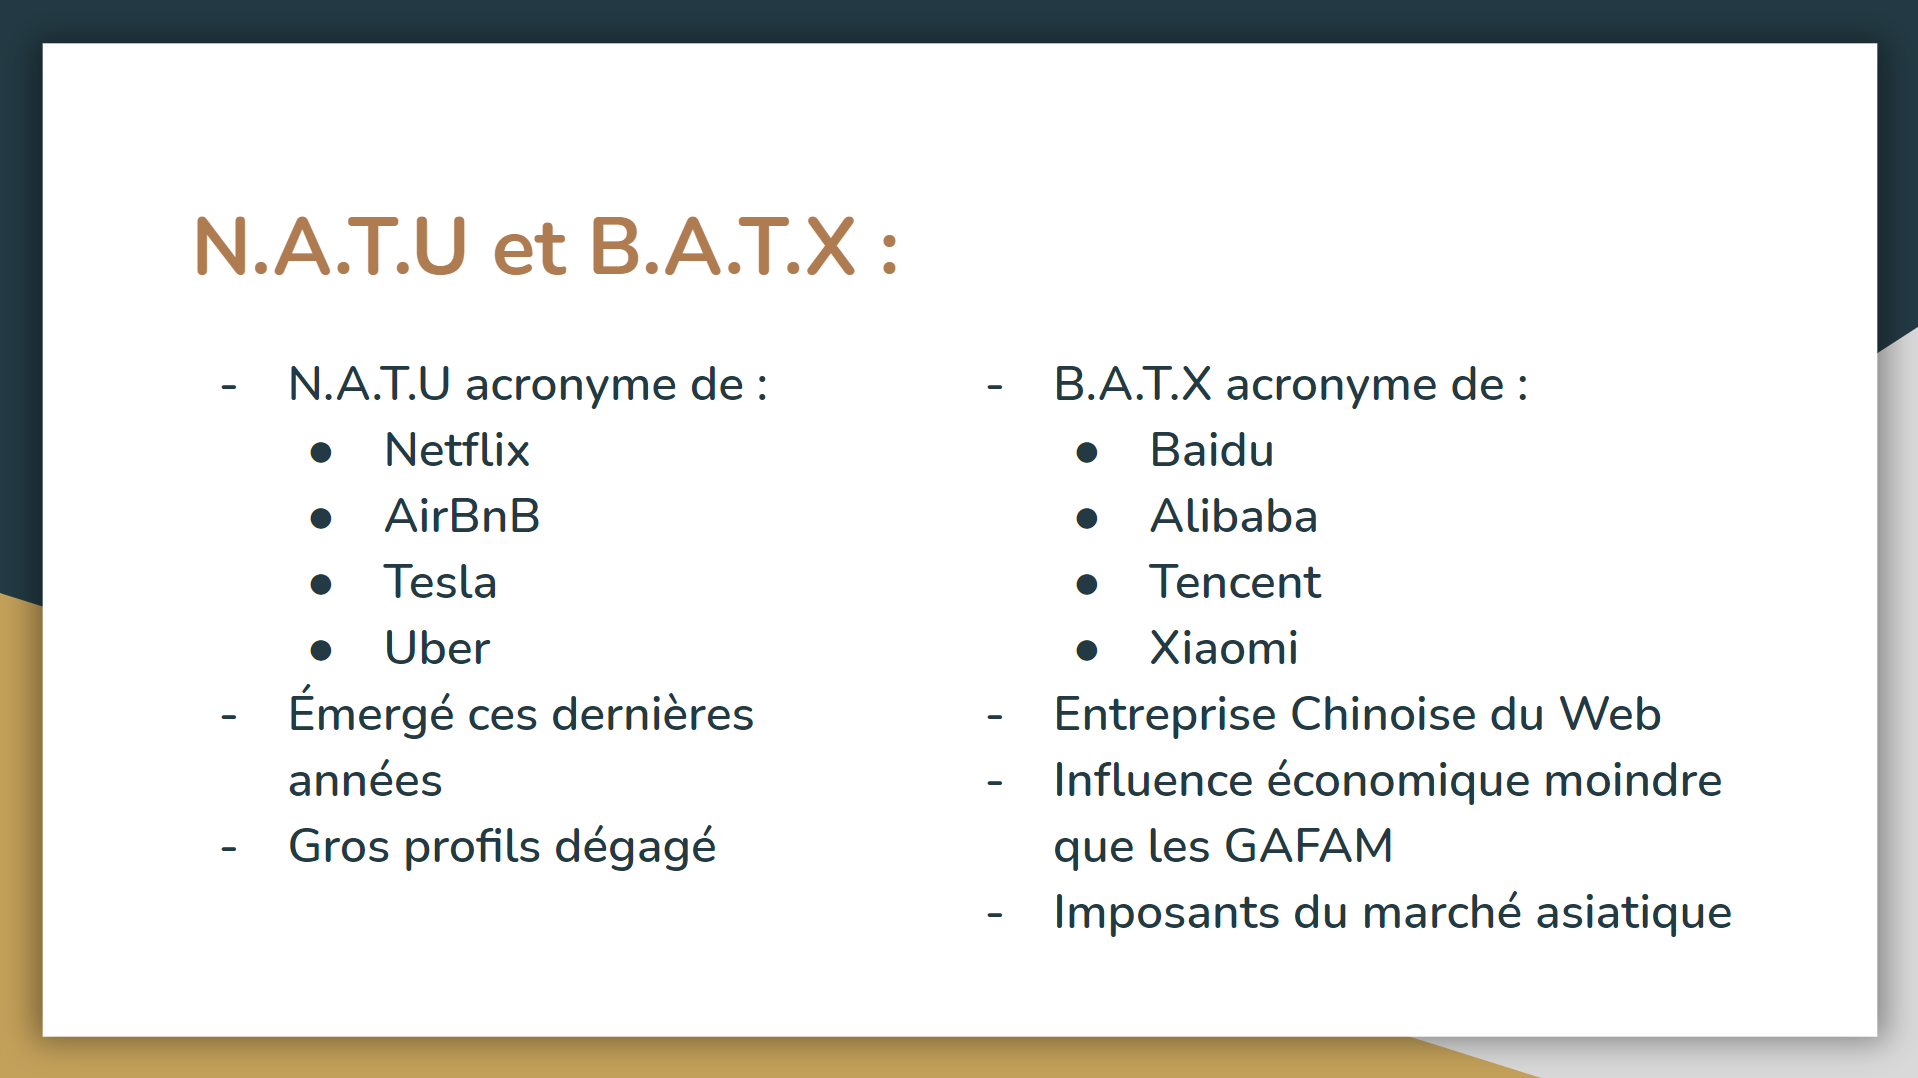 N.A.T.U et B.A.T.X :
- N.A.T.U acronyme de :
● Netflix
● AirBnB
● Tesla
● Uber
- Émergé ces dernières
années
- Gros profils dégagé
- B.A.T.X acronyme de :
● Baidu
● Alibaba
● Tencent
● Xiaomi
- Entreprise Chinoise du Web
- Influence économique moindre
que les GAFAM
- Imposants du marché asiatique